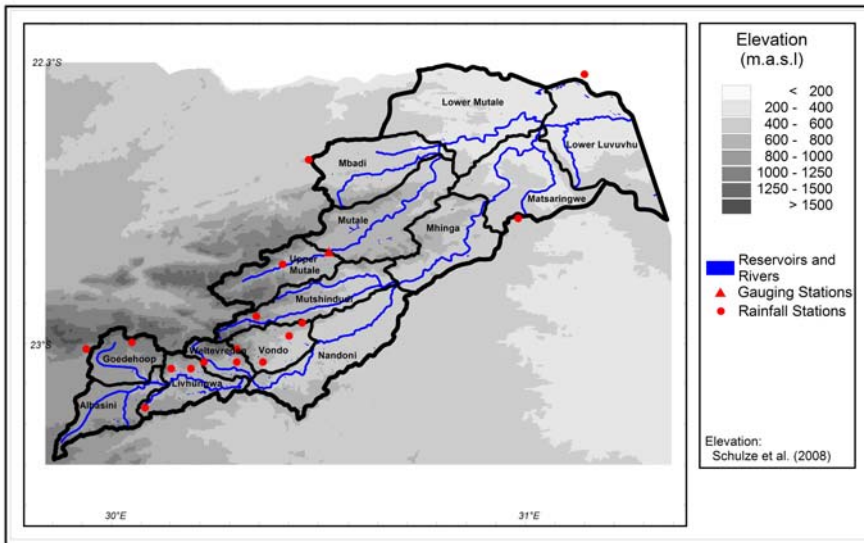 22.3°S
23°S
30°E
31°E
Lower Mutale
Lower Luvuvhu
Mbadi
Matsaringwe
Mutale
Mhinga
Upper
Mutale
Mutshindudi
Weltevreden
Vondo
Nandoni
Goedehoop
Livhungwa
Albasini
Elevation
(m.a.s.l)
< 200
200 - 400
400 - 600
600 - 800
800 - 1000
1000 - 1250
1250 - 1500
> 1500
Reservoirs and
Rivers
Gauging Stations
Rainfall Stations
Elevation:
Schulze et al. (2008)